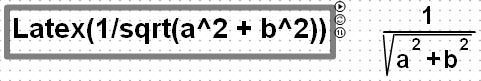 Latex(1/sqrt(a^2 + b^2))
1
√a²+b²